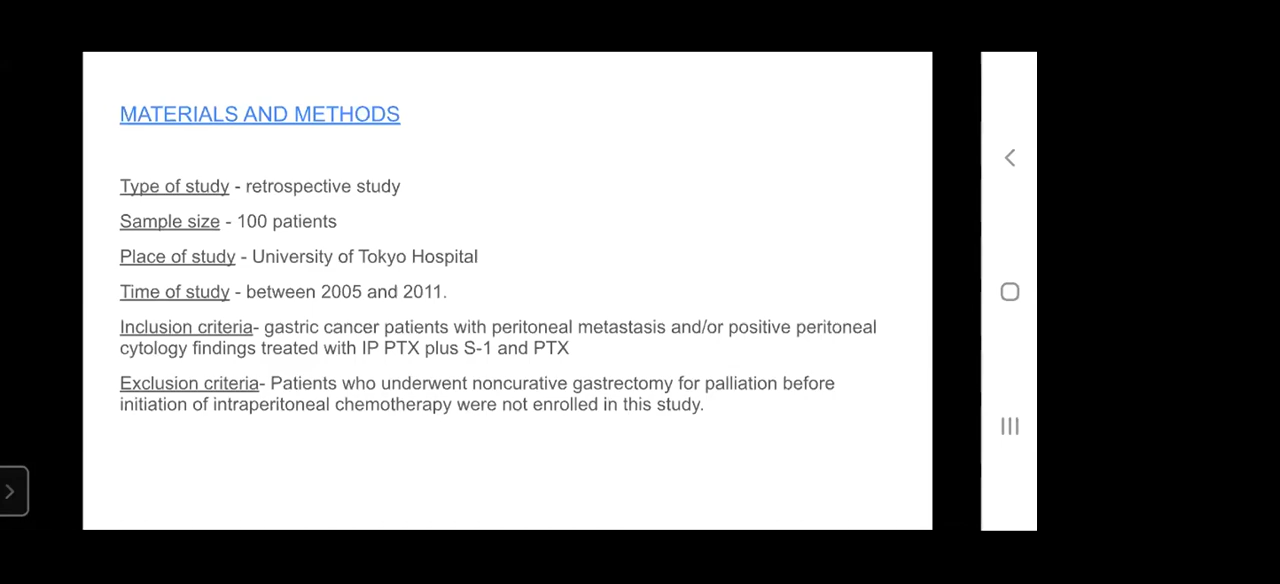 MATERIALS AND METHODS
Type of study - retrospective study
Sample size - 100 patients
Place of study - University of Tokyo Hospital
Time of study - between 2005 and 2011.
Inclusion criteria- gastric cancer patients with peritoneal metastasis and/or positive peritoneal
cytology findings treated with IP PTX plus S-1 and PTX
Exclusion criteria- Patients who underwent noncurative gastrectomy for palliation before
initiation of intraperitoneal chemotherapy were not enrolled in this study.